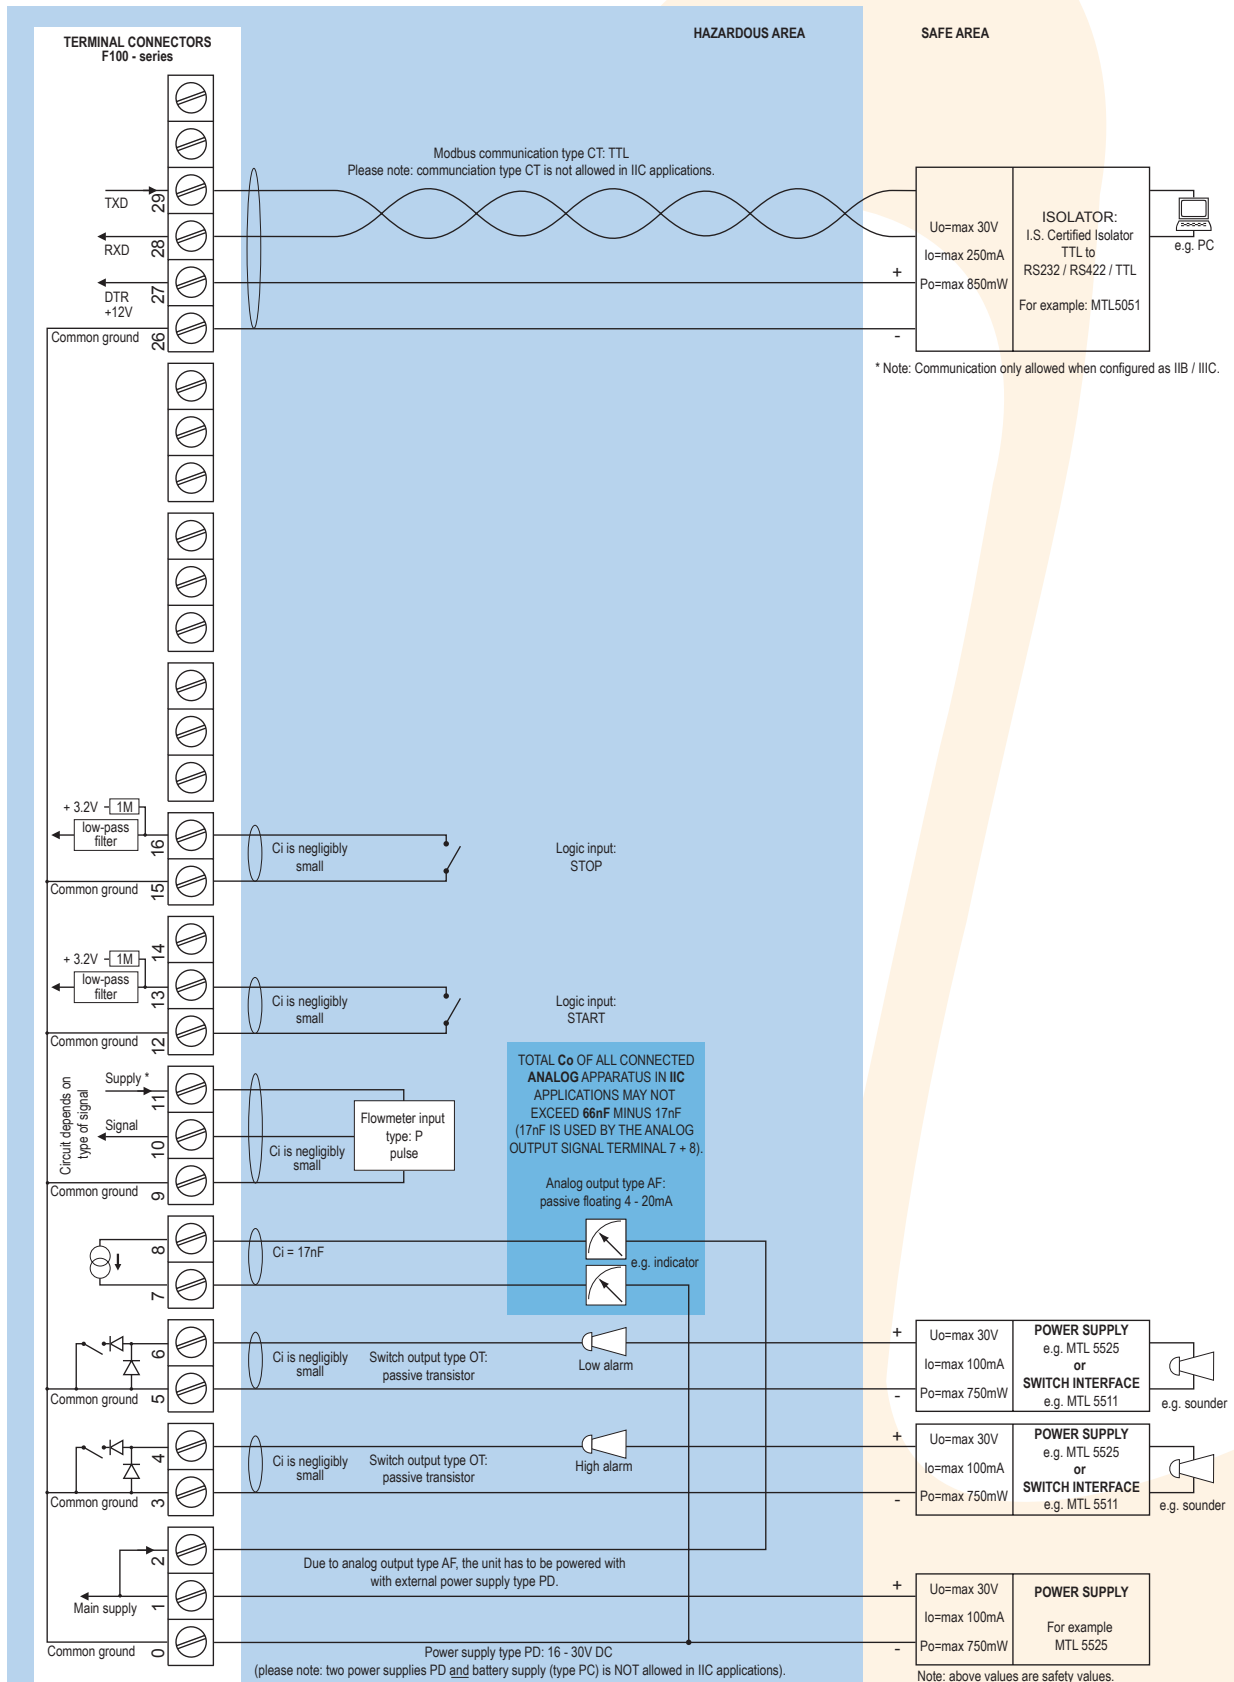 TERMINAL CONNECTORS
F100 - series
HAZARDOUS AREA
SAFE AREA
Modbus communication type CT: TTL
Please note: communciation type CT is not allowed in IIC applications.
TXD
29
RXD
28
DTR
+12V
27
Common ground
26
+
-
Uo=max 30V
Io=max 250mA
Po=max 850mW
ISOLATOR:
I.S. Certified Isolator
TTL to
RS232 / RS422 / TTL
For example: MTL5051
e.g. PC
* Note: Communication only allowed when configured as IIB / IIIC.
+ 3.2V
1M
low-pass
filter
16
Common ground
15
Ci is negligibly
small
Logic input:
STOP
14
+ 3.2V
1M
low-pass
filter
13
Common ground
12
Ci is negligibly
small
Logic input:
START
Circuit depends on
type of signal
Supply *
11
Signal
10
Common ground
9
Ci is negligibly
small
Flowmeter input
type: P
pulse
TOTAL Co OF ALL CONNECTED
ANALOG APPARATUS IN IIC
APPLICATIONS MAY NOT
EXCEED 66nF MINUS 17nF
(17nF IS USED BY THE ANALOG
OUTPUT SIGNAL TERMINAL 7 + 8).
Analog output type AF:
passive floating 4 - 20mA
8
Ci = 17nF
e.g. indicator
7
6
Ci is negligibly
small
Switch output type OT:
passive transistor
Low alarm
Common ground
5
+
-
Uo=max 30V
Io=max 100mA
Po=max 750mW
POWER SUPPLY
e.g. MTL 5525
or
SWITCH INTERFACE
e.g. MTL 5511
e.g. sounder
4
Ci is negligibly
small
Switch output type OT:
passive transistor
High alarm
Common ground
3
+
-
Uo=max 30V
Io=max 100mA
Po=max 750mW
POWER SUPPLY
e.g. MTL 5525
or
SWITCH INTERFACE
e.g. MTL 5511
e.g. sounder
2
Due to analog output type AF, the unit has to be powered with
with external power supply type PD.
Main supply
1
Common ground
0
+
-
Uo=max 30V
Io=max 100mA
Po=max 750mW
POWER SUPPLY
For example
MTL 5525
Power supply type PD: 16 - 30V DC
(please note: two power supplies PD and battery supply (type PC) is NOT allowed in IIC applications).
Note: above values are safety values.